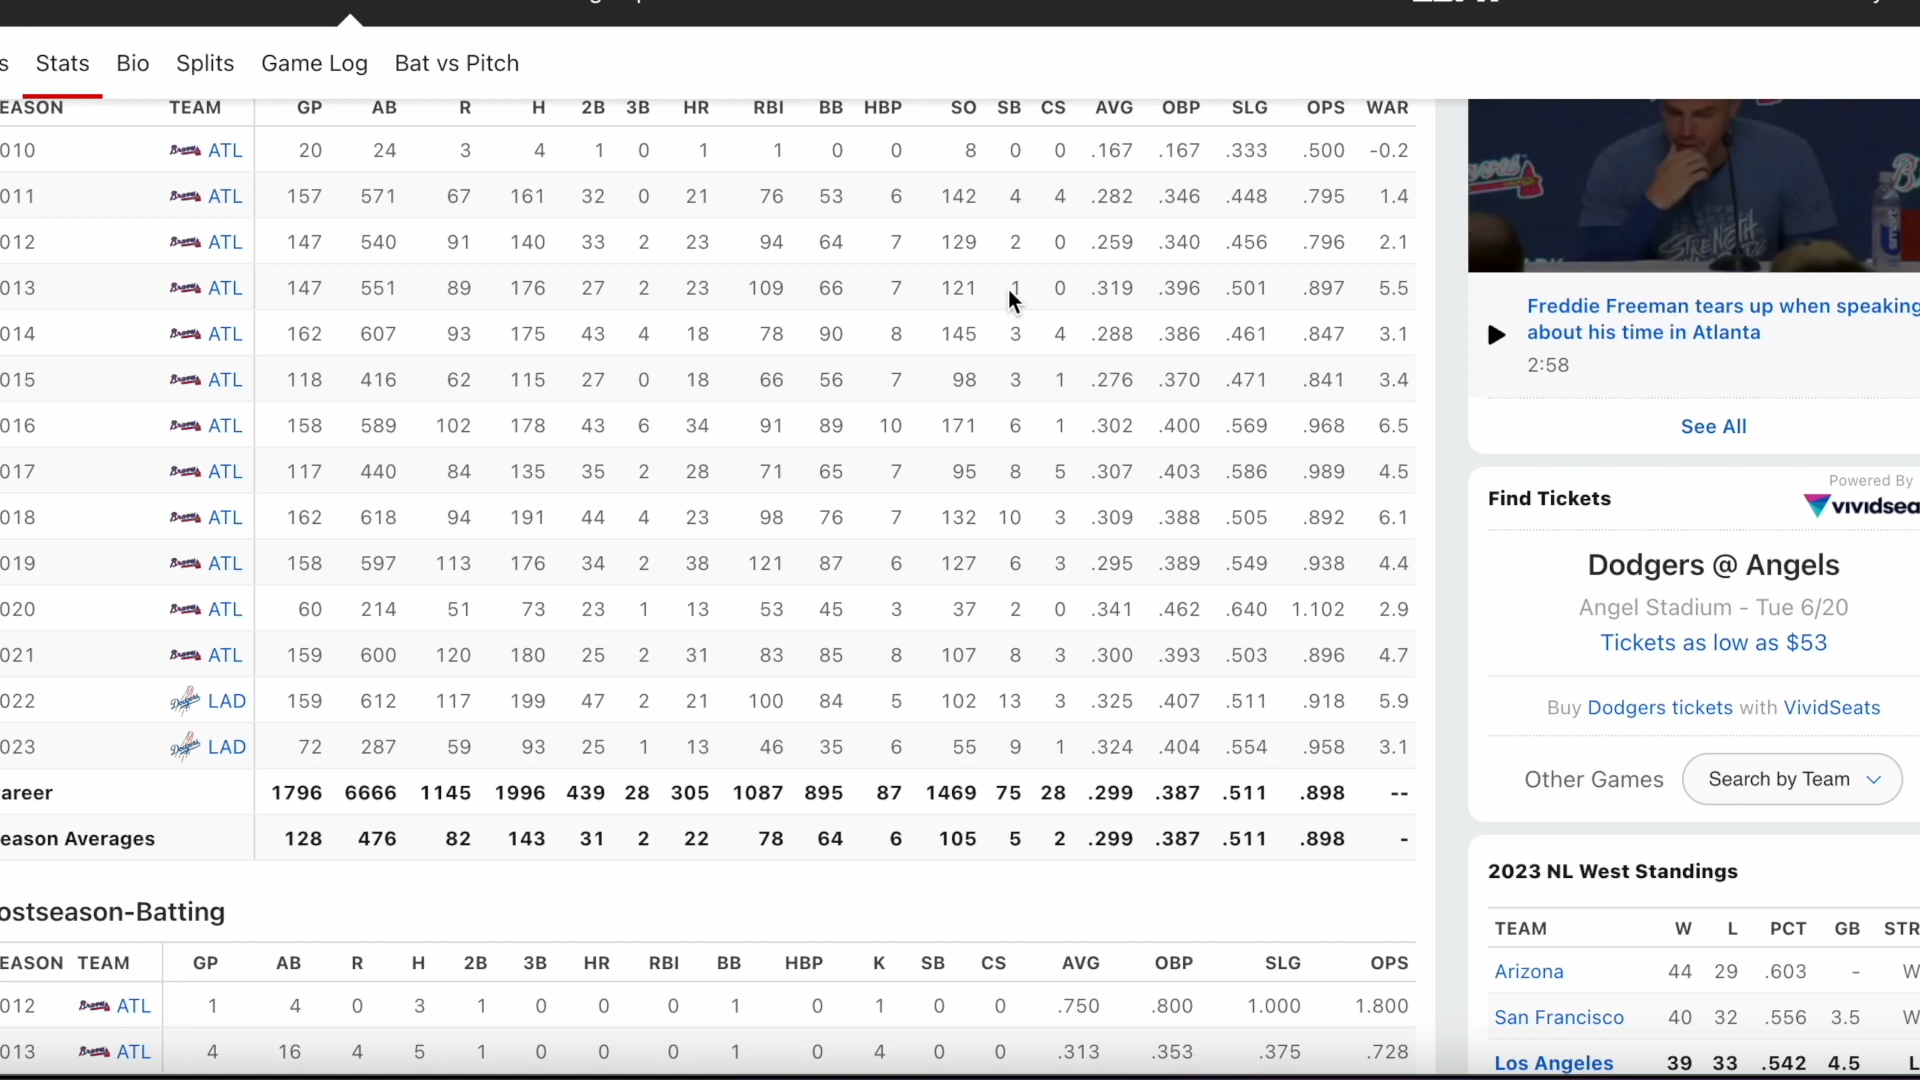 Stats Bio Splits Game Log Bat vs Pitch
EASON TEAM GP AB R H 2B 3B HR RBI BB HBP SO SB CS AVG OBP SLG OPS WAR
010 Braves ATL 20 24 3 4 1 0 1 1 0 0 8 0 0 .167 .167 .333 .500 -0.2
011 Braves ATL 157 571 67 161 32 0 21 76 53 6 142 4 4 .282 .346 .448 .795 1.4
012 Braves ATL 147 540 91 140 33 2 23 94 64 7 129 2 0 .259 .340 .456 .796 2.1
013 Braves ATL 147 551 89 176 27 2 23 109 66 7 121 1 0 .319 .396 .501 .897 5.5
014 Braves ATL 162 607 93 175 43 4 18 78 90 8 145 3 4 .288 .386 .461 .847 3.1
015 Braves ATL 118 416 62 115 27 0 18 66 56 7 98 3 1 .276 .370 .471 .841 3.4
016 Braves ATL 158 589 102 178 43 6 34 91 89 10 171 6 1 .302 .400 .569 .968 6.5
017 Braves ATL 117 440 84 135 35 2 28 71 65 7 95 8 5 .307 .403 .586 .989 4.5
018 Braves ATL 162 618 94 191 44 4 23 98 76 7 132 10 3 .309 .388 .505 .892 6.1
019 Braves ATL 158 597 113 176 34 2 38 121 87 6 127 6 3 .295 .389 .549 .938 4.4
020 Braves ATL 60 214 51 73 23 1 13 53 45 3 37 2 0 .341 .462 .640 1.102 2.9
021 Braves ATL 159 600 120 180 25 2 31 83 85 8 107 8 3 .300 .393 .503 .896 4.7
022 Dodgers LAD 159 612 117 199 47 2 21 100 84 5 102 13 3 .325 .407 .511 .918 5.9
023 Dodgers LAD 72 287 59 93 25 1 13 46 35 6 55 9 1 .324 .404 .554 .958 3.1
areer 1796 6666 1145 1996 439 28 305 1087 895 87 1469 75 28 .299 .387 .511 .898 --
eason Averages 128 476 82 143 31 2 22 78 64 6 105 5 2 .299 .387 .511 .898 -
ostseason-Batting
EASON TEAM GP AB R H 2B 3B HR RBI BB HBP K SB CS AVG OBP SLG OPS
012 Braves ATL 1 4 0 3 1 0 0 0 1 0 1 0 0 .750 .800 1.000 1.800
013 Braves ATL 4 16 4 5 1 0 0 0 1 0 4 0 0 .313 .353 .375 .728
STRENGTH
smart
Freddie Freeman tears up when speaking
about his time in Atlanta
2:58
See All
Powered By
Find Tickets vividsea
Dodgers @ Angels
Angel Stadium - Tue 6/20
Tickets as low as $53
Buy Dodgers tickets with VividSeats
Other Games Search by Team
2023 NL West Standings
TEAM W L PCT GB STR
Arizona 44 29 .603 - W
San Francisco 40 32 .556 3.5 W
Los Angeles 39 33 .542 4.5 L